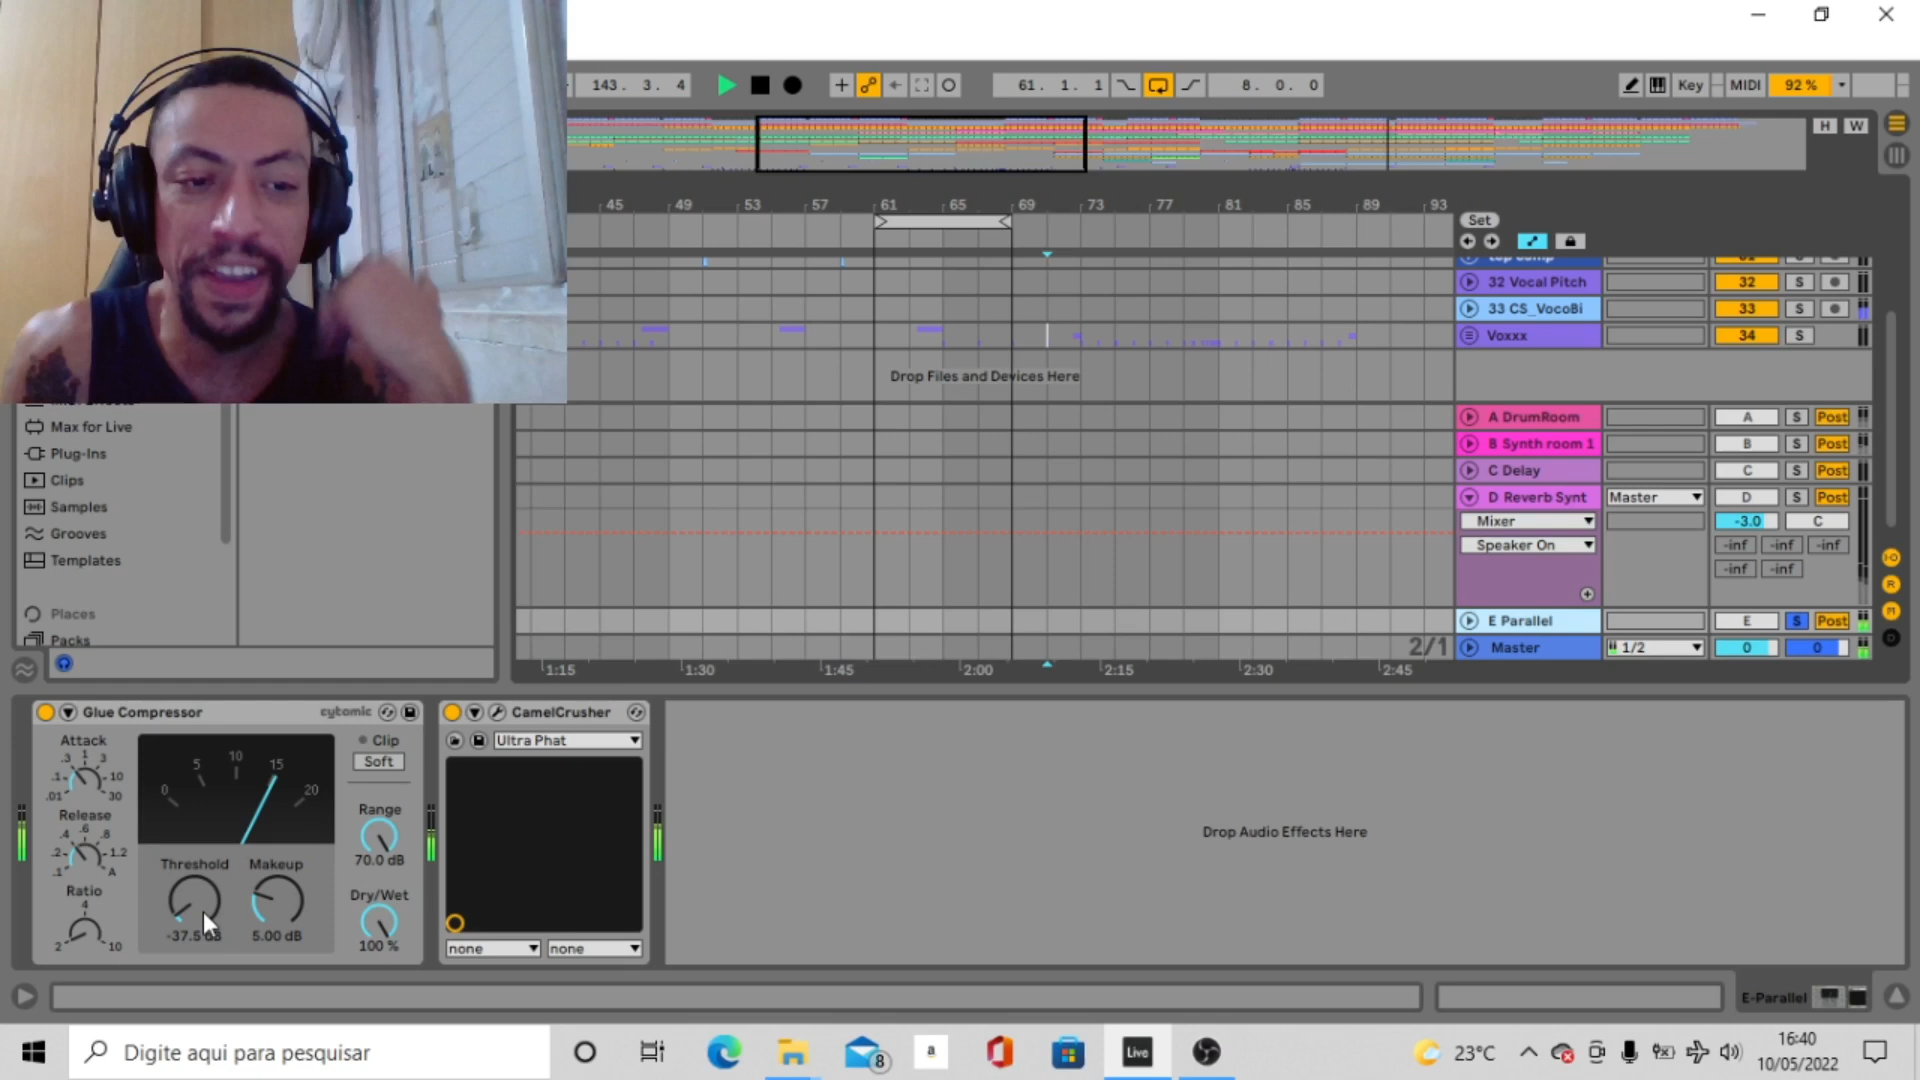 143. 3. 4
61. 1. 1
8. 0. 0
Key
MIDI
92 %
H W
45 49 53 57 61 65 69 73 77 81 85 89 93
Set
32 Vocal Pitch 32 S
33 CS_VocoBi 33 S
Voxxx 34 S
Drop Files and Devices Here
A DrumRoom A S Post
B Synth room 1 B S Post
C Delay C S Post
D Reverb Synt Master D S Post
Mixer -3.0 C
Speaker On -inf -inf -inf
-inf -inf
E Parallel E S Post
2/1 Master 1/2 0 0
1:15 1:30 1:45 2:00 2:15 2:30 2:45
Max for Live
Plug-Ins
Clips
Samples
Grooves
Templates
Places
Packs
Glue Compressor cytomic
Attack
.01 .1 .3 1 3 10 30
Release
.1 .2 .4 .6 .8 1.2 A
Ratio
2 4 10
0 5 10 15 20
Threshold Makeup
-37.5 dB 5.00 dB
Clip
Soft
Range
70.0 dB
Dry/Wet
100 %
CamelCrusher
Ultra Phat
none none
Drop Audio Effects Here
E-Parallel
Digite aqui para pesquisar
8
a
Live
23°C
16:40
10/05/2022